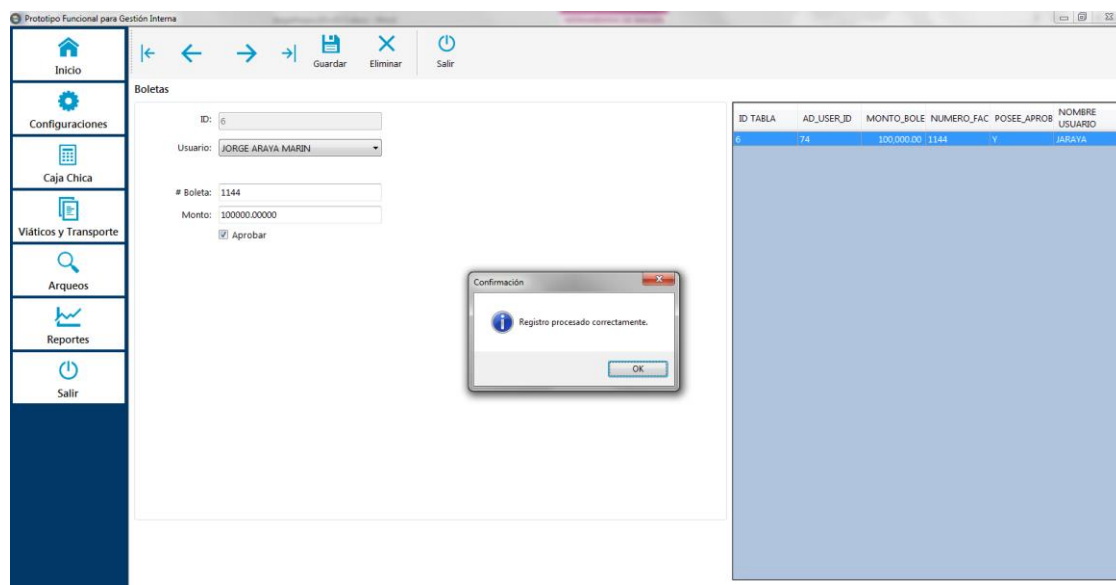 Prototipo Funcional para Gestión Interna
Inicio
Configuraciones
Caja Chica
Viáticos y Transporte
Arqueos
Reportes
Salir
Guardar
Eliminar
Salir
Boletas
ID: 6
Usuario: JORGE ARAYA MARIN
# Boleta: 1144
Monto: 100000.00000
Aprobar
Confirmación
Registro procesado correctamente.
OK
ID TABLA AD_USER_ID MONTO_BOLE NUMERO_FAC POSEE_APROB NOMBRE USUARIO
6 74 100,000.00 1144 Y JARAYA